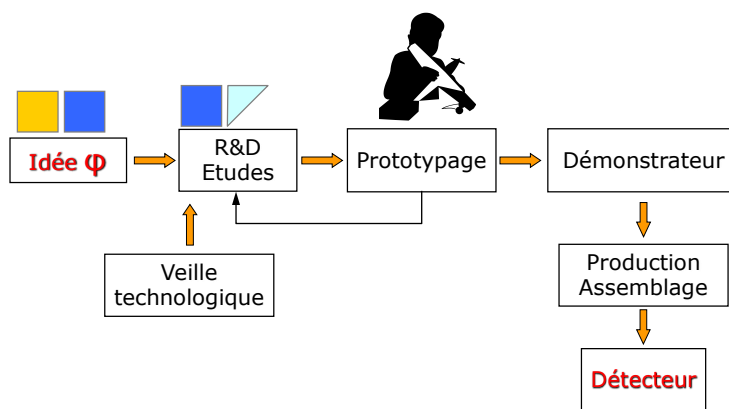 Idée φ
R&D
Etudes
Prototypage
Démonstrateur
Veille
technologique
Production
Assemblage
Détecteur